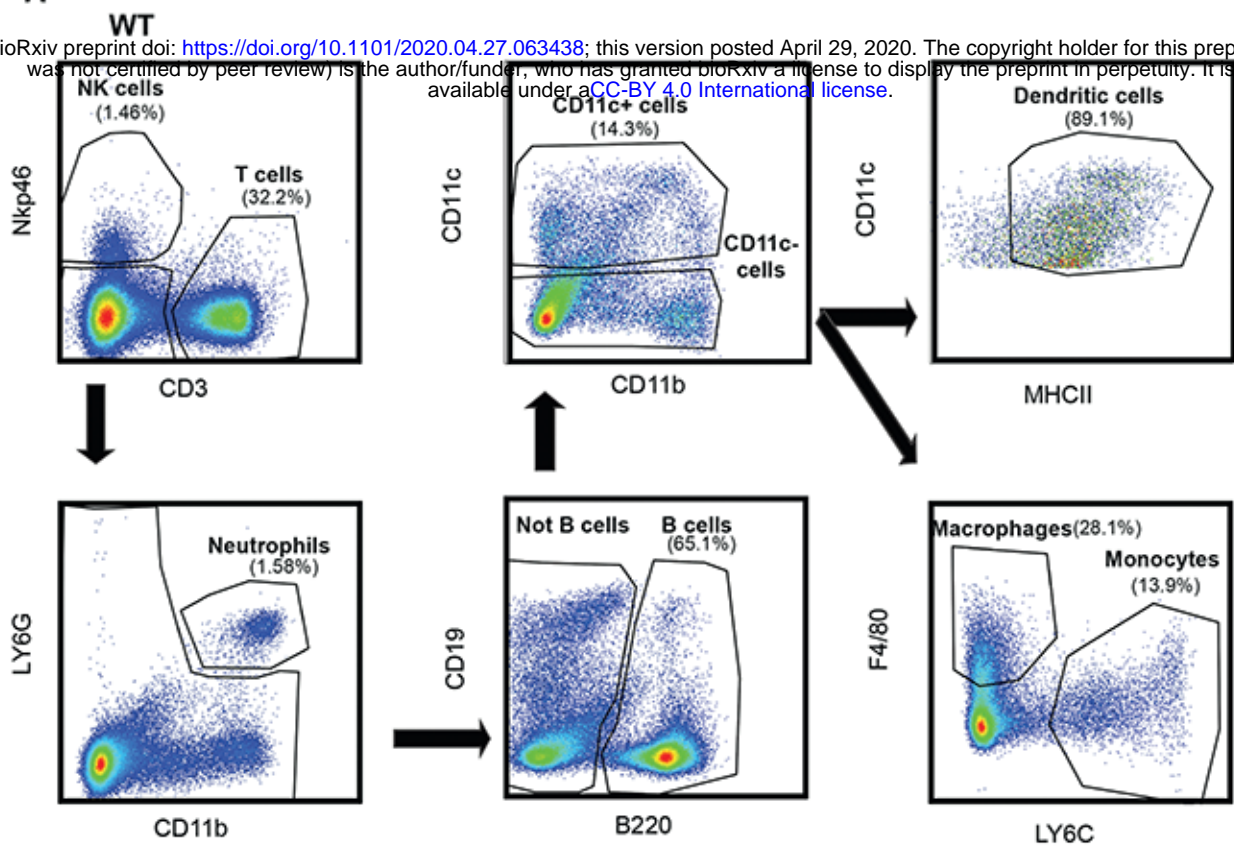 WT
ioRxiv preprint doi: https://doi.org/10.1101/2020.04.27.063438; this version posted April 29, 2020. The copyright holder for this prep
was not certified by peer review) is the author/funder, who has granted bioRxiv a license to display the preprint in perpetuity. It is
available under aCC-BY 4.0 International license.
NK cells
(1.46%)
T cells
(32.2%)
Nkp46
CD3
CD11c+ cells
(14.3%)
CD11c-
cells
CD11c
CD11b
Dendritic cells
(89.1%)
CD11c
MHCII
Neutrophils
(1.58%)
LY6G
CD11b
Not B cells
B cells
(65.1%)
CD19
B220
Macrophages(28.1%)
Monocytes
(13.9%)
F4/80
LY6C